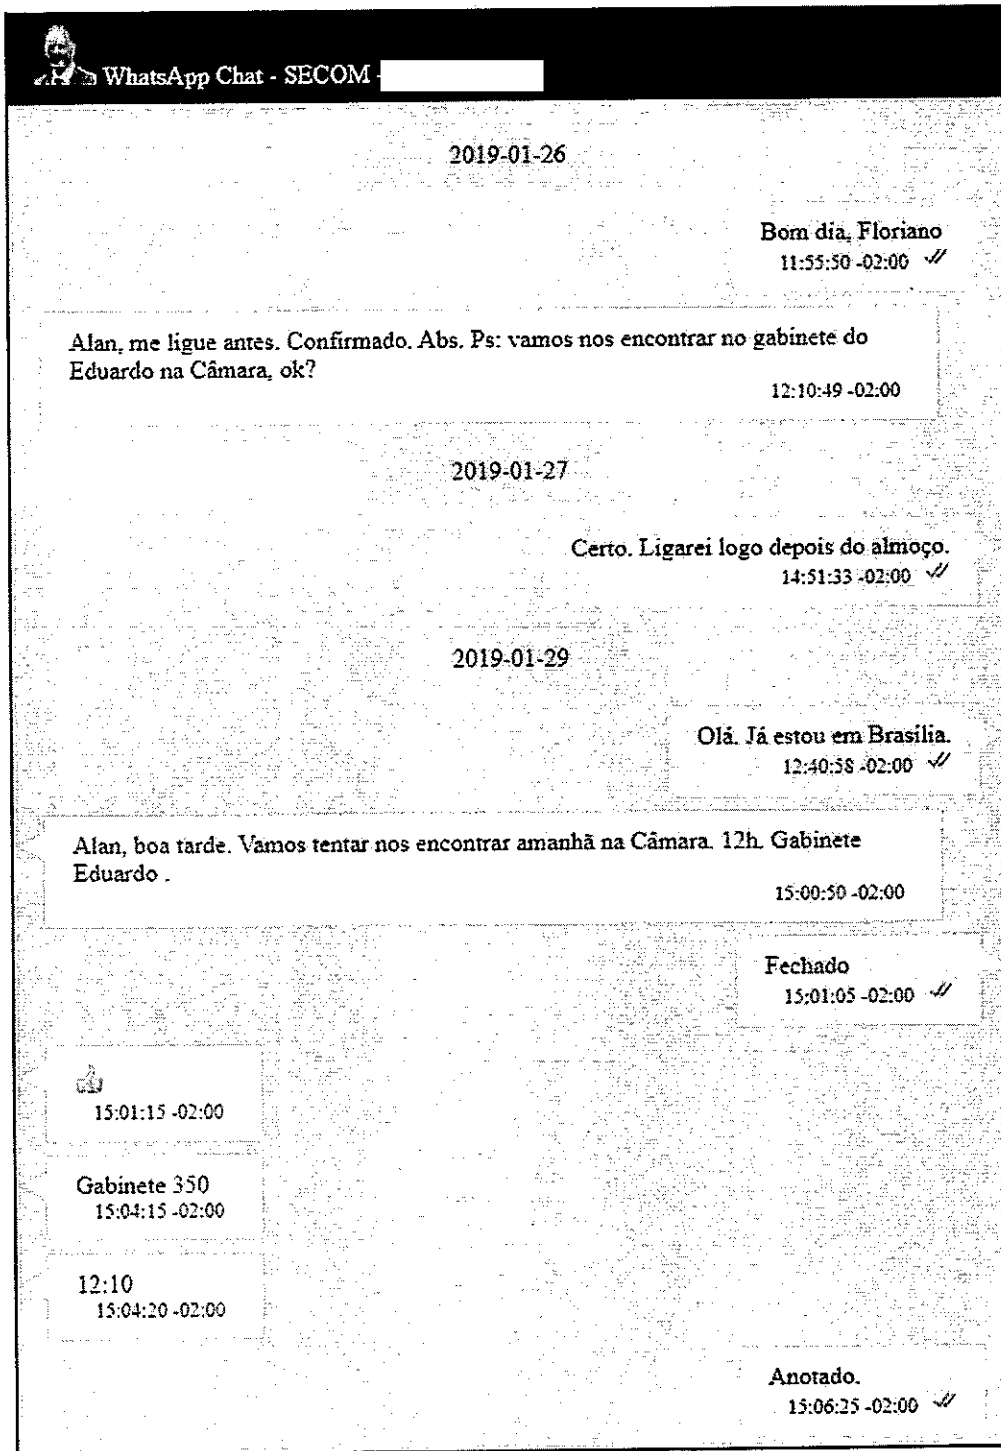 WhatsApp Chat - SECOM -
2019-01-26
Bom dia, Floriano
11:55:50 -02:00
Alan, me ligue antes. Confirmado. Abs. Ps: vamos nos encontrar no gabinete do
Eduardo na Câmara, ok?
12:10:49 -02:00
2019-01-27
Certo. Ligarei logo depois do almoço.
14:51:33 -02:00
2019-01-29
Olá. Já estou em Brasília.
12:40:58 -02:00
Alan, boa tarde. Vamos tentar nos encontrar amanhã na Câmara. 12h. Gabinete
Eduardo .
15:00:50 -02:00
Fechado
15:01:05 -02:00
👍
15:01:15 -02:00
Gabinete 350
15:04:15 -02:00
12:10
15:04:20 -02:00
Anotado.
15:06:25 -02:00